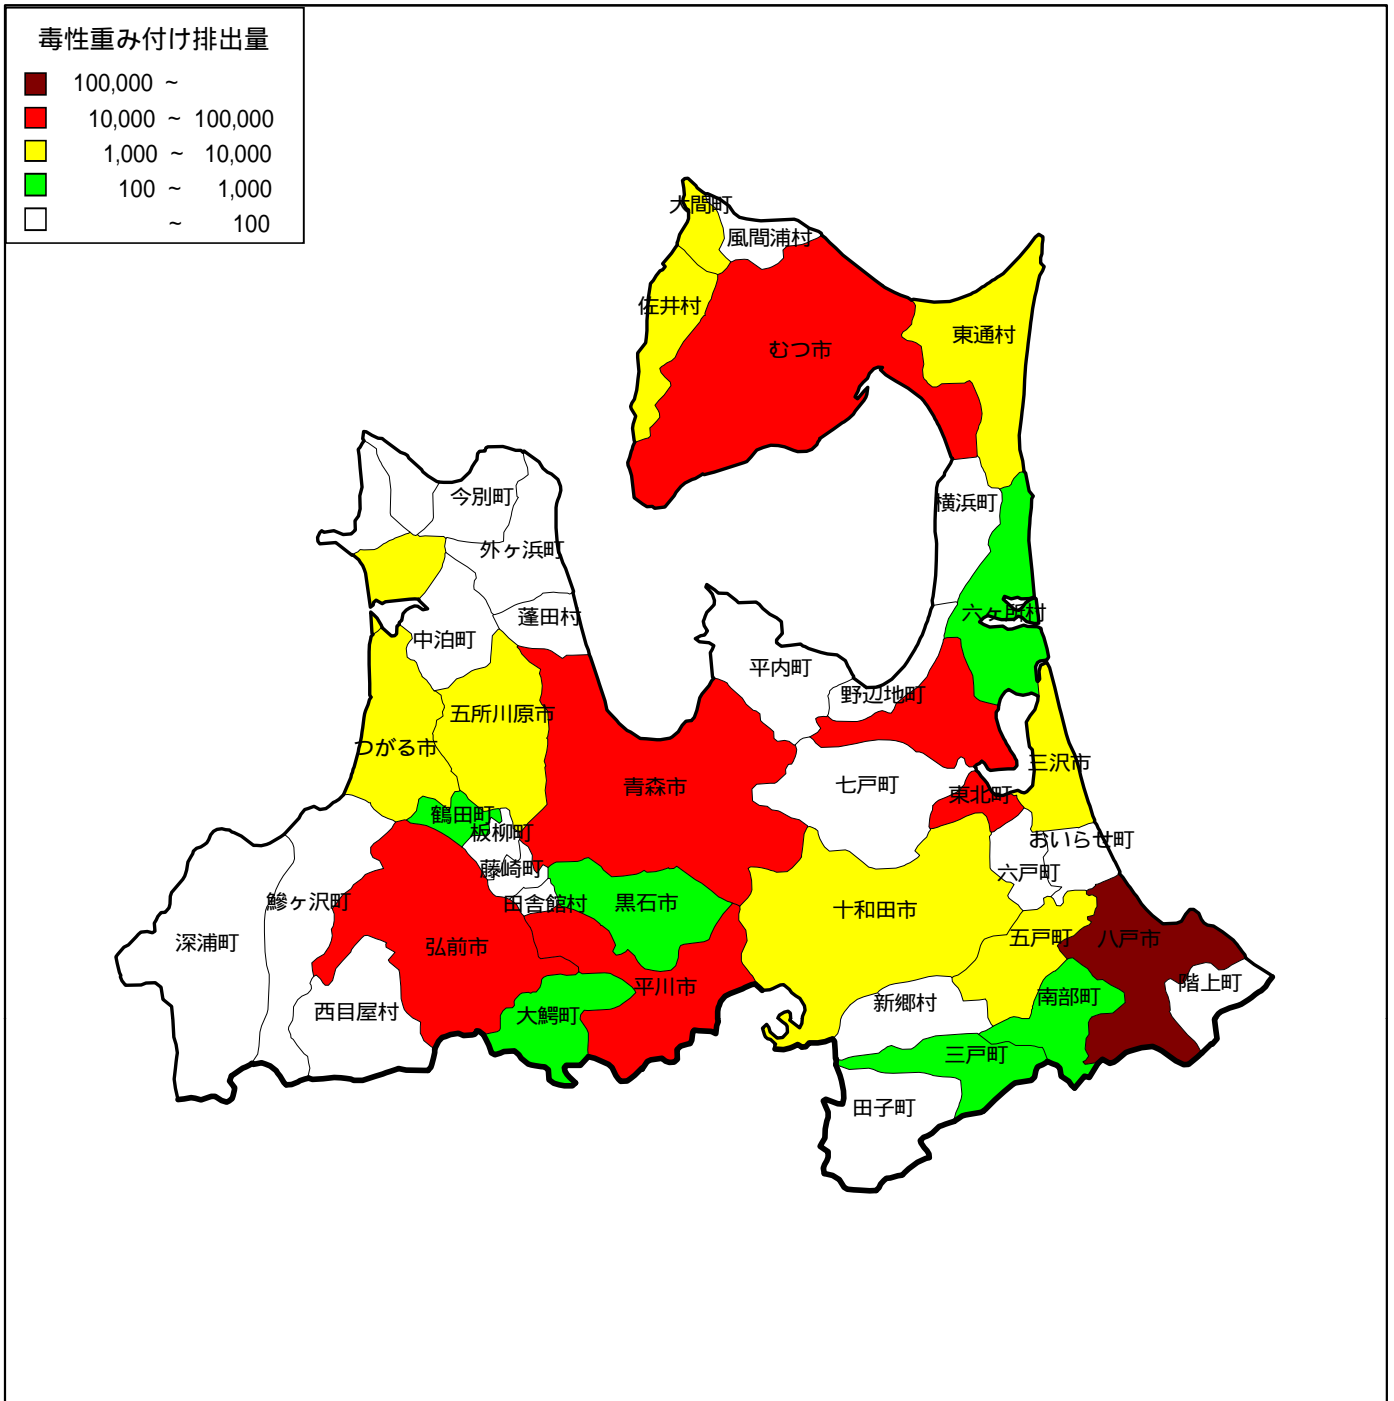 毒性重み付け排出量
100,000 ~
10,000 ~ 100,000
1,000 ~ 10,000
100 ~ 1,000
~ 100
大間町
風間浦村
佐井村
東通村
むつ市
今別町
横浜町
外ヶ浜町
蓬田村
六ヶ所村
中泊町
平内町
野辺地町
五所川原市
つがる市
三沢市
青森市
七戸町
東北町
鶴田町
板柳町
おいらせ町
藤崎町
六戸町
鰺ヶ沢町
田舎館村
黒石市
十和田市
深浦町
弘前市
五戸町
八戸市
平川市
階上町
南部町
西目屋村
新郷村
大鰐町
三戸町
田子町